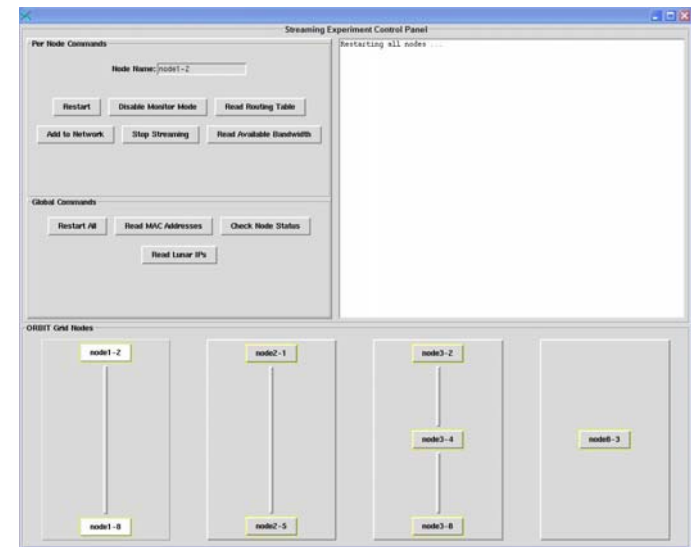 Streaming Experiment Control Panel
Per Node Commands
Node Name: node1-2
Restart Disable Monitor Mode Read Routing Table
Add to Network Stop Streaming Read Available Bandwidth
Global Commands
Restart All Read MAC Addresses Check Node Status
Read Lunar IPs
Restarting all nodes ...
ORBIT Grid Nodes
node1-2 node2-1 node3-2
node3-4 node8-3
node1-8 node2-5 node3-8